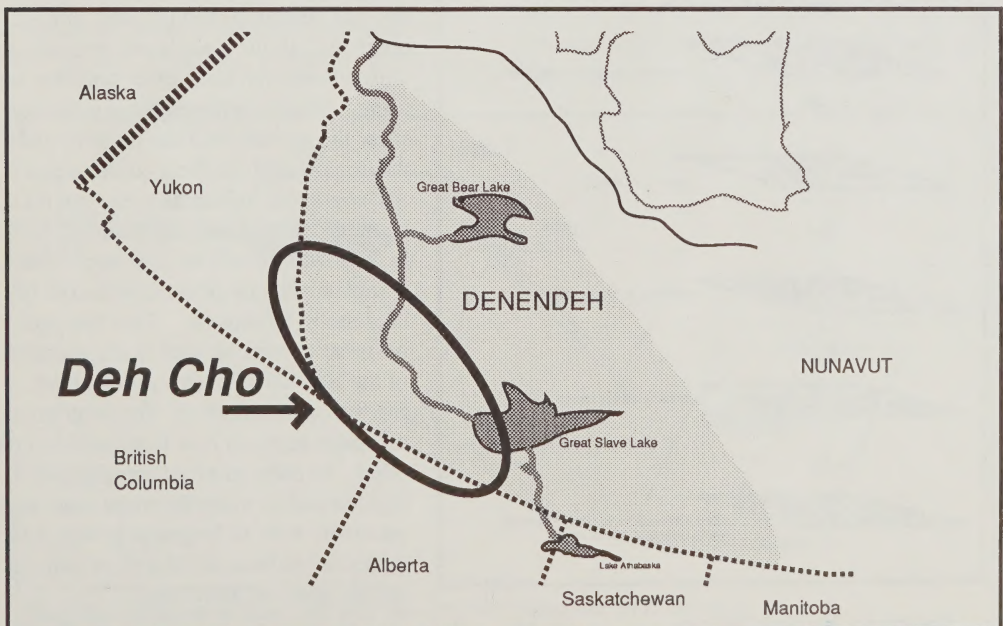 Alaska
Yukon
Great Bear Lake
DENENDEH
NUNAVUT
Deh Cho
Great Slave Lake
British
Columbia
Alberta
Lake Athabaska
Saskatchewan
Manitoba